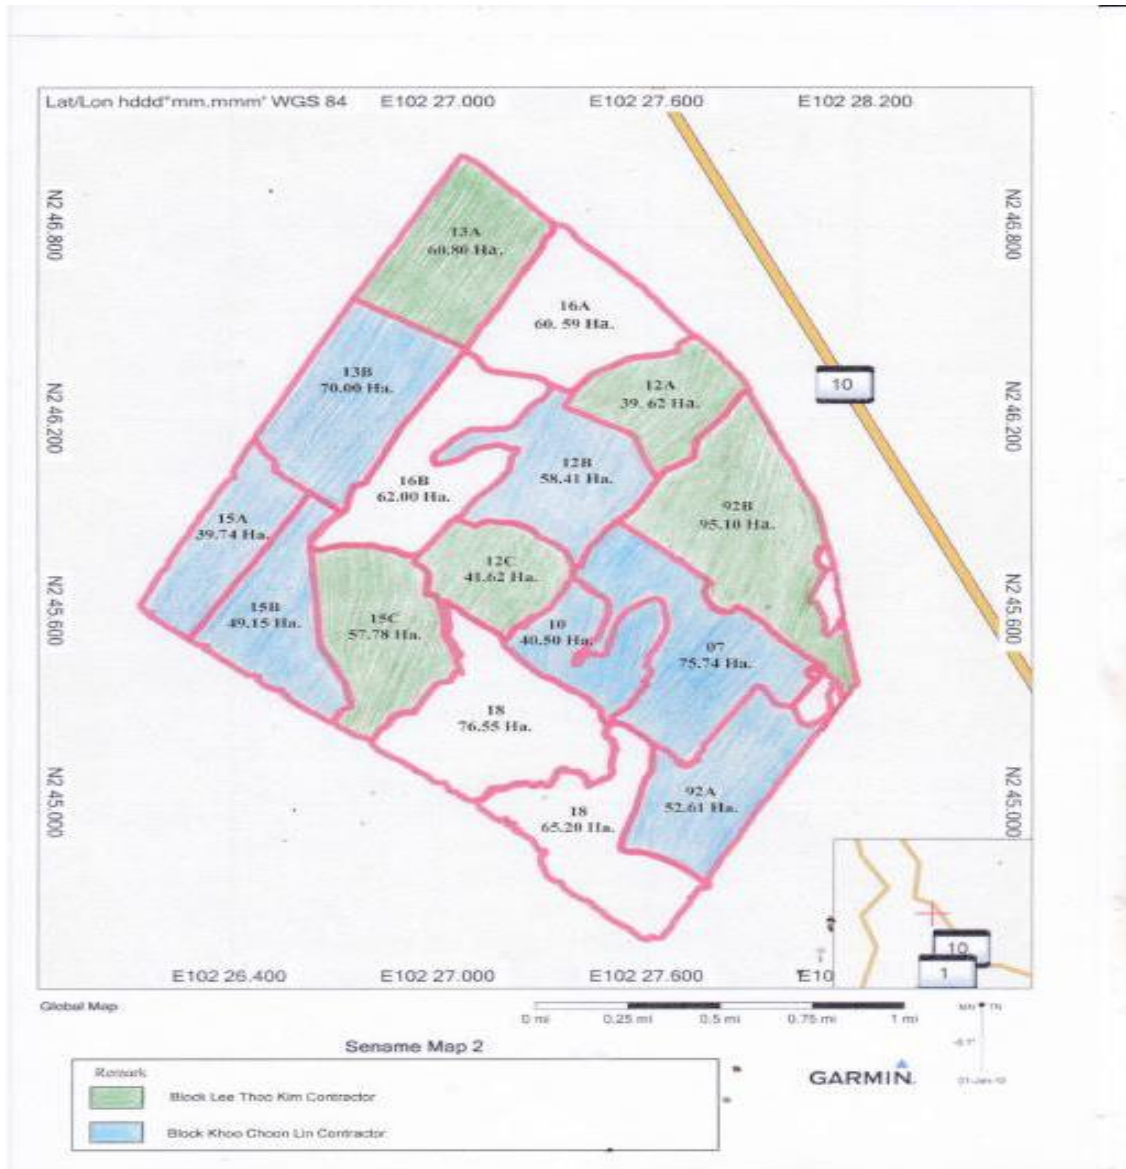 Lat/Lon hddd°mm.mmm' WGS 84
E102 27.000
E102 27.600
E102 28.200
N2 46.800
N2 46.800
13A
60.80 Ha.
16A
60. 59 Ha.
10
13B
70.00 Ha.
12A
39. 62 Ha.
N2 46.200
N2 46.200
12B
58.41 Ha.
16B
62.00 Ha.
92B
95.10 Ha.
15A
39.74 Ha.
12C
41.62 Ha.
N2 45.600
N2 45.600
15B
49.15 Ha.
15C
57.78 Ha.
10
40.50 Ha.
07
75.74 Ha.
18
76.55 Ha.
92A
52.61 Ha.
18
65.20 Ha.
N2 45.000
N2 45.000
10
1
E102 26.400
E102 27.000
E102 27.600
E10
Global Map
0 mi
0.25 mi
0.5 mi
0.75 mi
1 mi
MN
TN
Sename Map 2
Remark
Block Lee Thoo Kim Contractor
Block Khoo Choon Lin Contractor
GARMIN.